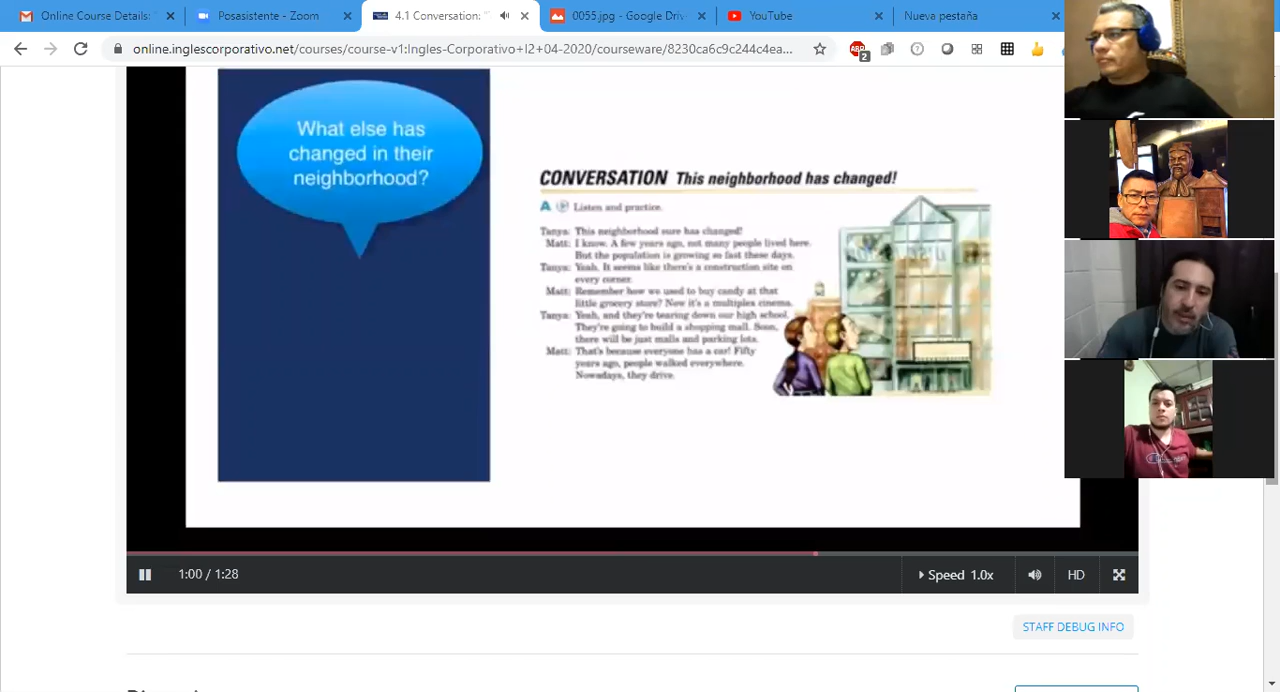 Online Course Details:
Posasistente - Zoom
4.1 Conversation:
0055.jpg - Google Driv
YouTube
Nueva pestaña
online.inglescorporativo.net/courses/course-v1:Ingles-Corporativo+I2+04-2020/courseware/8230ca6c9c244c4ea...
ABP
2
What else has
changed in their
neighborhood?
CONVERSATION This neighborhood has changed!
A Listen and practice.
Tanya: This neighborhood sure has changed!
Matt: I know. A few years ago, not many people lived here.
But the population is growing so fast these days.
Tanya: Yeah. It seems like there's a construction site on
every corner.
Matt: Remember how we used to buy candy at that
little grocery store? Now it's a multiplex cinema.
Tanya: Yeah, and they're tearing down our high school.
They're going to build a shopping mall. Soon,
there will be just malls and parking lots.
Matt: That's because everyone has a car! Fifty
years ago, people walked everywhere.
Nowadays, they drive.
1:00 / 1:28
Speed 1.0x
HD
STAFF DEBUG INFO